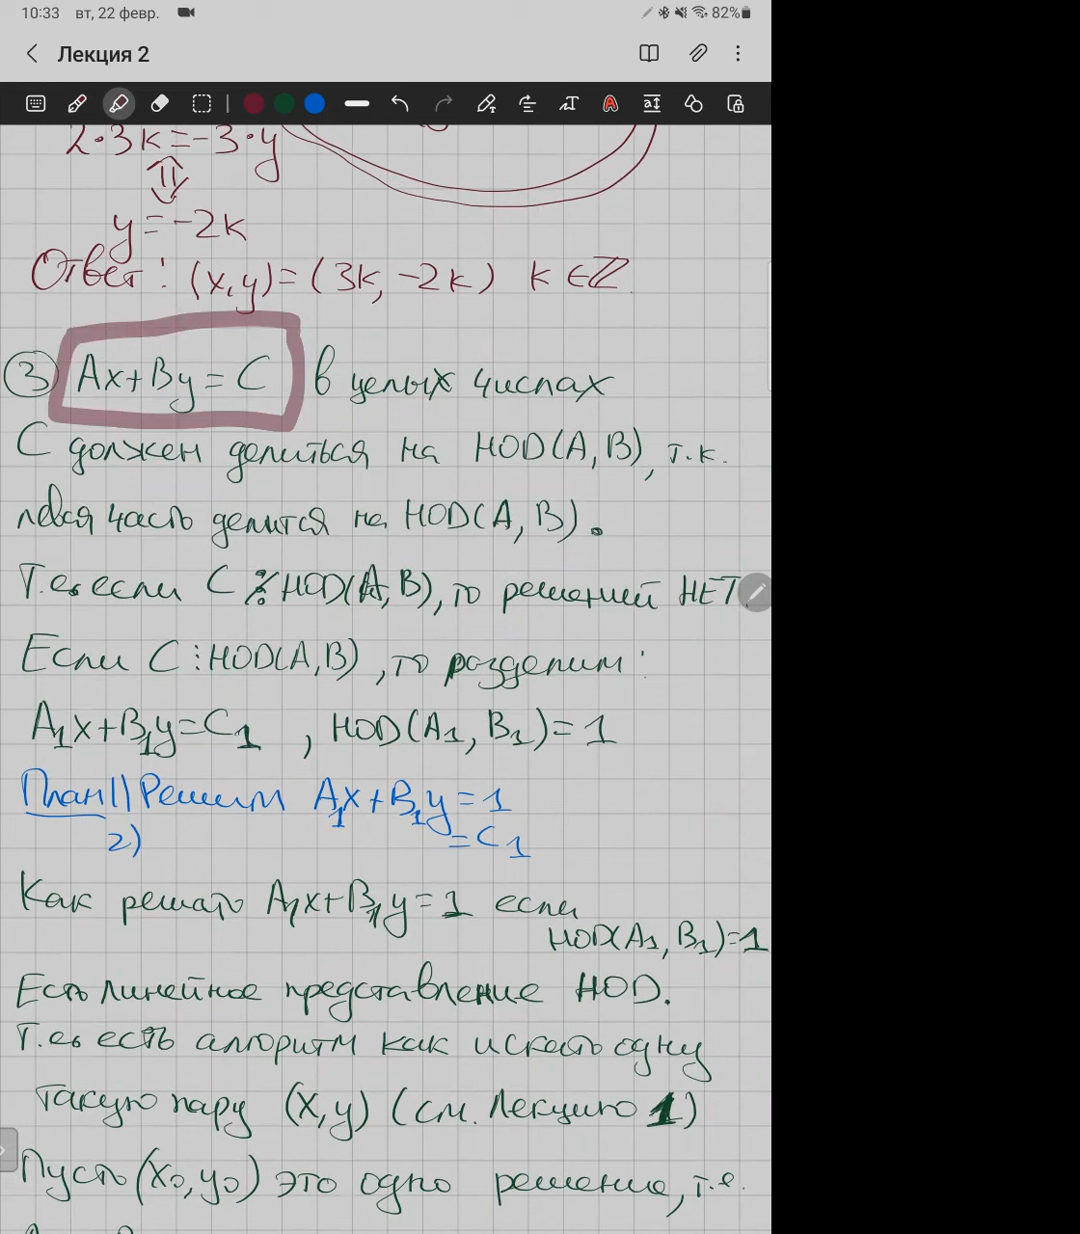 10:33 вт, 22 февр. 82%
Лекция 2
2·3k=-3·y
y=-2k
Ответ: (x,y)=(3k,-2k) k∈ℤ
③ Ax+By=C в целых числах
C должен делиться на НОД(A,B), т.к.
левая часть делится на НОД(A,B).
Т.е. если C ⋮̸ НОД(A,B), то решений НЕТ.
Если C⋮НОД(A,B), то разделим:
A₁x+B₁y=C₁, НОД(A₁,B₁)=1
План 1) Решим A₁x+B₁y=1
2) =C₁
Как решать A₁x+B₁y=1 если
НОД(A₁,B₁)=1
Есть линейное представление НОД.
Т.е. есть алгоритм как искать одну
такую пару (x,y) (см. Лекцию 1)
Пусть (x₀,y₀) это одно решение, т.е.